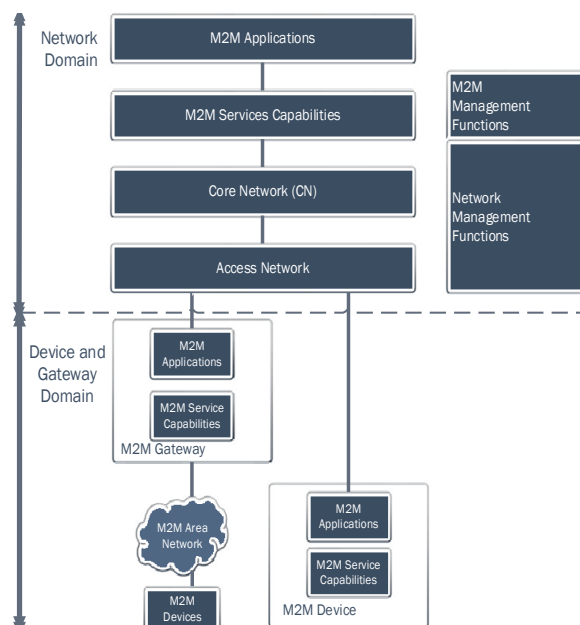 Network
Domain
M2M Applications
M2M Services Capabilities
Core Network (CN)
Access Network
M2M
Management
Functions
Network
Management
Functions
Device and
Gateway
Domain
M2M
Applications
M2M Service
Capabilities
M2M Gateway
M2M Area
Network
M2M
Devices
M2M
Applications
M2M Service
Capabilities
M2M Device